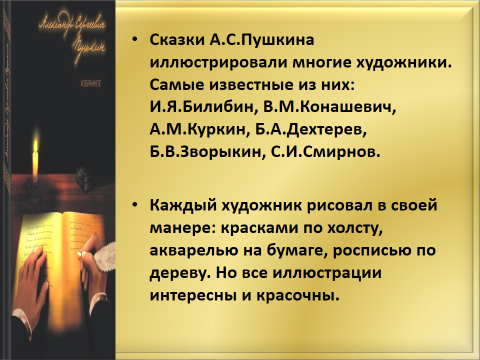 Александр Сергеевич
Пушкин
ИЗБРАННОЕ
• Сказки А.С.Пушкина
иллюстрировали многие художники.
Самые известные из них:
И.Я.Билибин, В.М.Конашевич,
А.М.Куркин, Б.А.Дехтерев,
Б.В.Зворыкин, С.И.Смирнов.
• Каждый художник рисовал в своей
манере: красками по холсту,
акварелью на бумаге, росписью по
дереву. Но все иллюстрации
интересны и красочны.